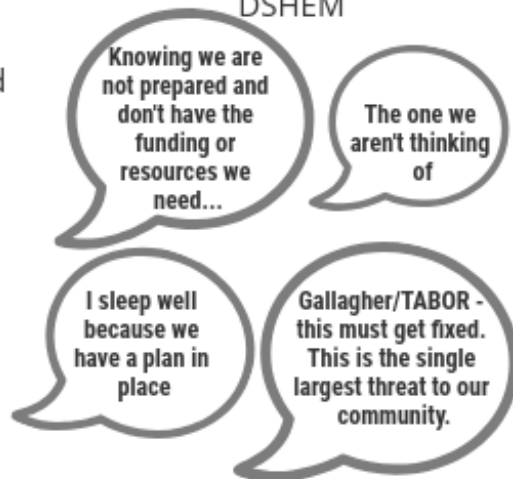 DSHEM
Knowing we are
not prepared and
don't have the
funding or
resources we
need...
The one we
aren't thinking
of
I sleep well
because we
have a plan in
place
Gallagher/TABOR -
this must get fixed.
This is the single
largest threat to our
community.